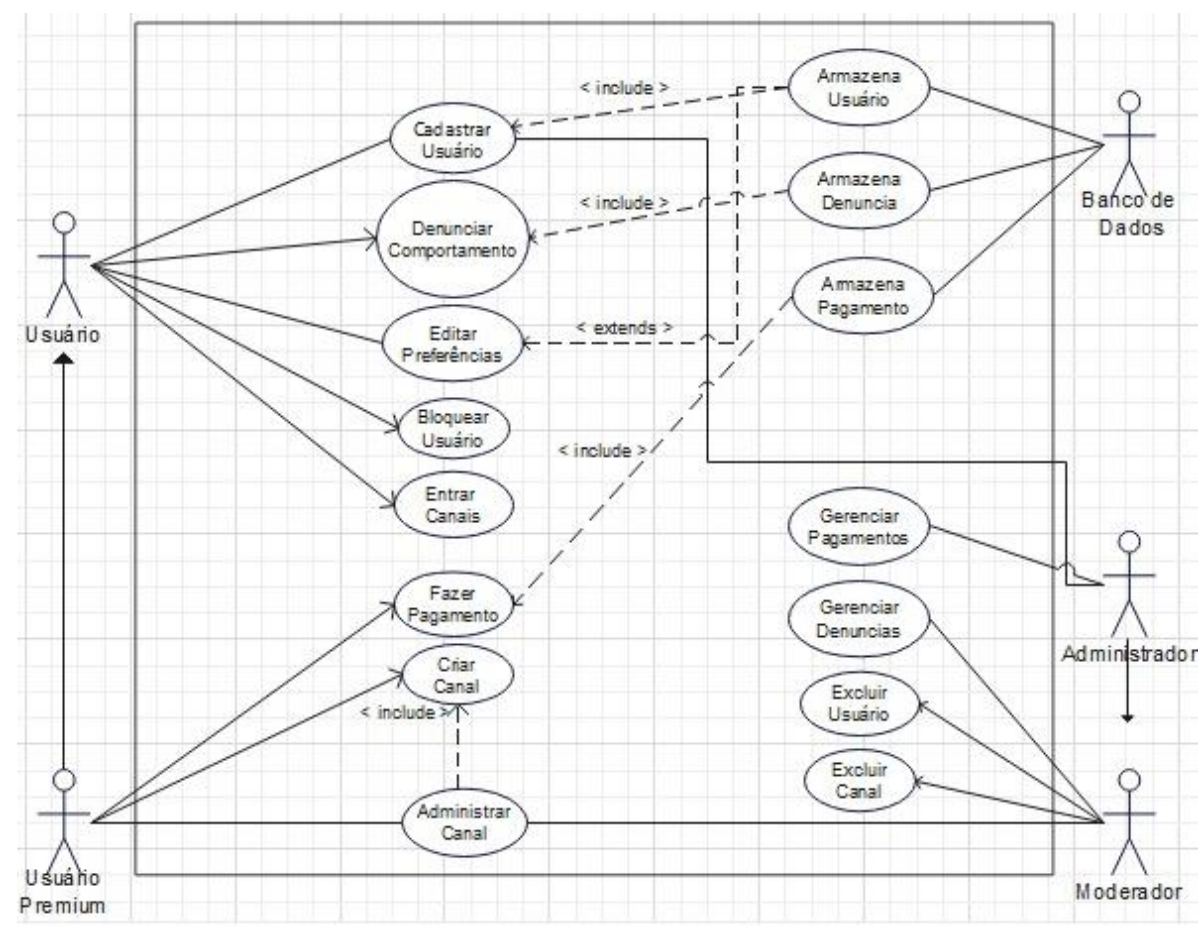 < include >
Armazena
Usuário
Cadastrar
Usuário
Armazena
Denuncia
< include >
Banco de
Dados
Denunciar
Comportamento
Armazena
Pagamento
Usuário
< extends >
Editar
Preferências
Bloquear
Usuário
< include >
Entrar
Canais
Gerenciar
Pagamentos
Fazer
Pagamento
Gerenciar
Denuncias
Administrador
Criar
Canal
< include >
Excluir
Usuário
Excluir
Canal
Administrar
Canal
Usuário
Premium
Moderador